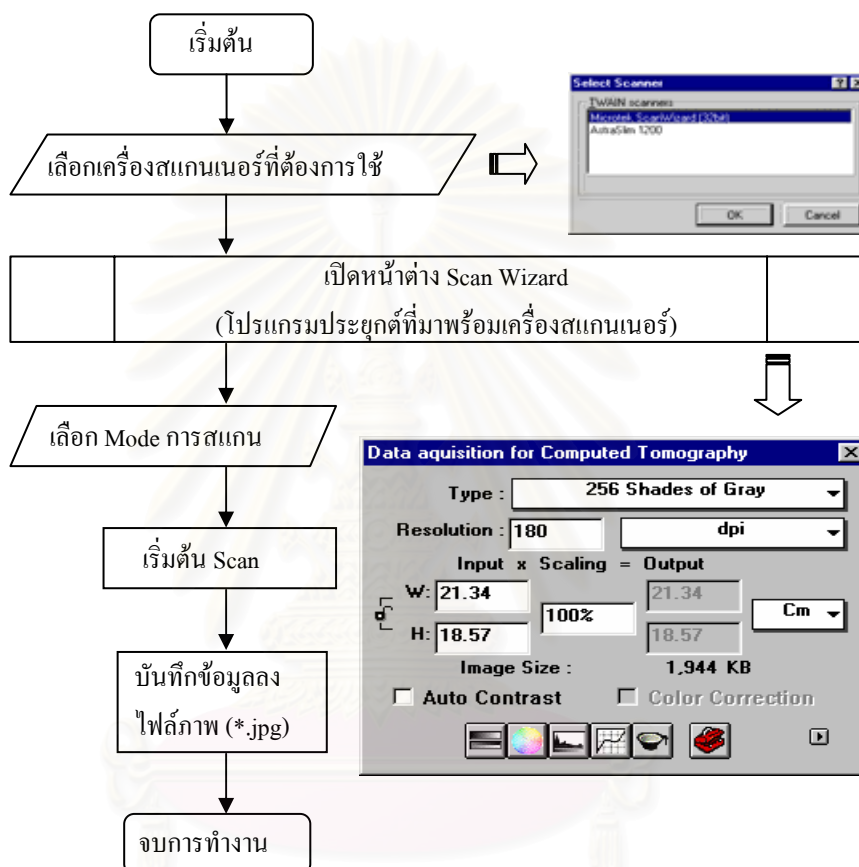 เริ่มต้น
Select Scanner
TWAIN scanners
Microtek ScanWizard (32bit)
AstraSlim 1200
OK Cancel
เลือกเครื่องสแกนเนอร์ที่ต้องการใช้
เปิดหน้าต่าง Scan Wizard
(โปรแกรมประยุกต์ที่มาพร้อมเครื่องสแกนเนอร์)
เลือก Mode การสแกน
Data aquisition for Computed Tomography
Type : 256 Shades of Gray
Resolution : 180 dpi
Input x Scaling = Output
W: 21.34 100% 21.34 Cm
H: 18.57 18.57
Image Size : 1,944 KB
Auto Contrast Color Correction
เริ่มต้น Scan
บันทึกข้อมูลลง
ไฟล์ภาพ (*.jpg)
จบการทำงาน